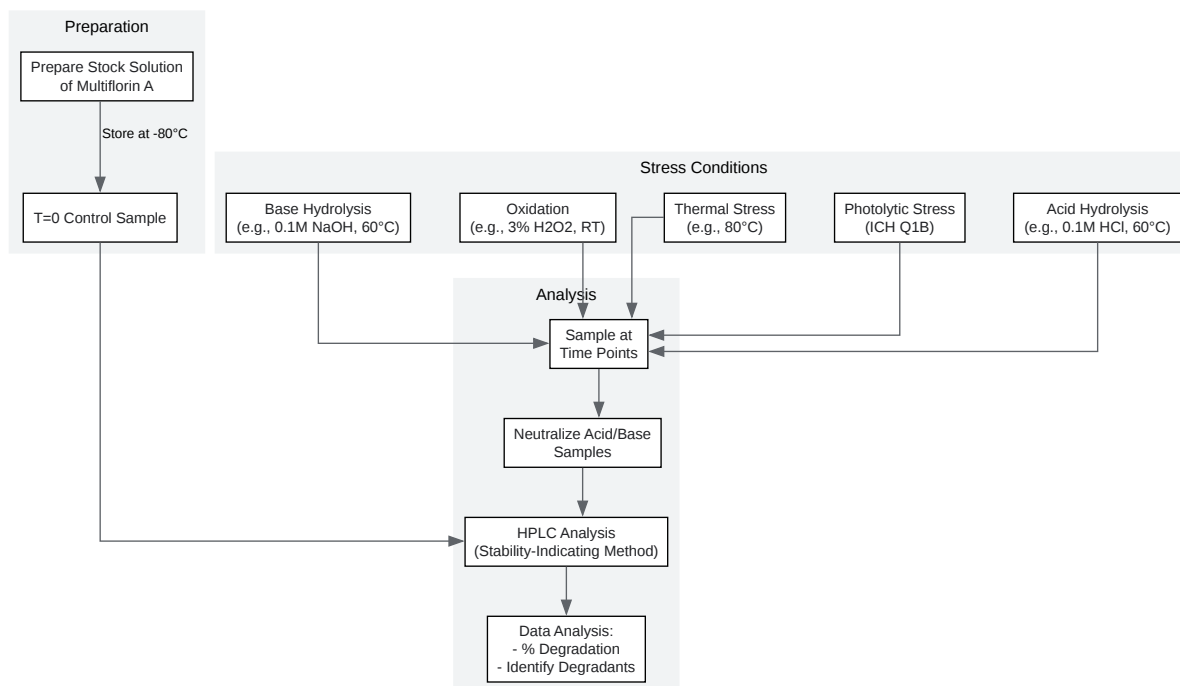 Preparation
Prepare Stock Solution
of Multiflorin A
Store at -80°C
T=0 Control Sample
Stress Conditions
Base Hydrolysis
(e.g., 0.1M NaOH, 60°C)
Oxidation
(e.g., 3% H2O2, RT)
Thermal Stress
(e.g., 80°C)
Photolytic Stress
(ICH Q1B)
Acid Hydrolysis
(e.g., 0.1M HCl, 60°C)
Analysis
Sample at
Time Points
Neutralize Acid/Base
Samples
HPLC Analysis
(Stability-Indicating Method)
Data Analysis:
- % Degradation
- Identify Degradants